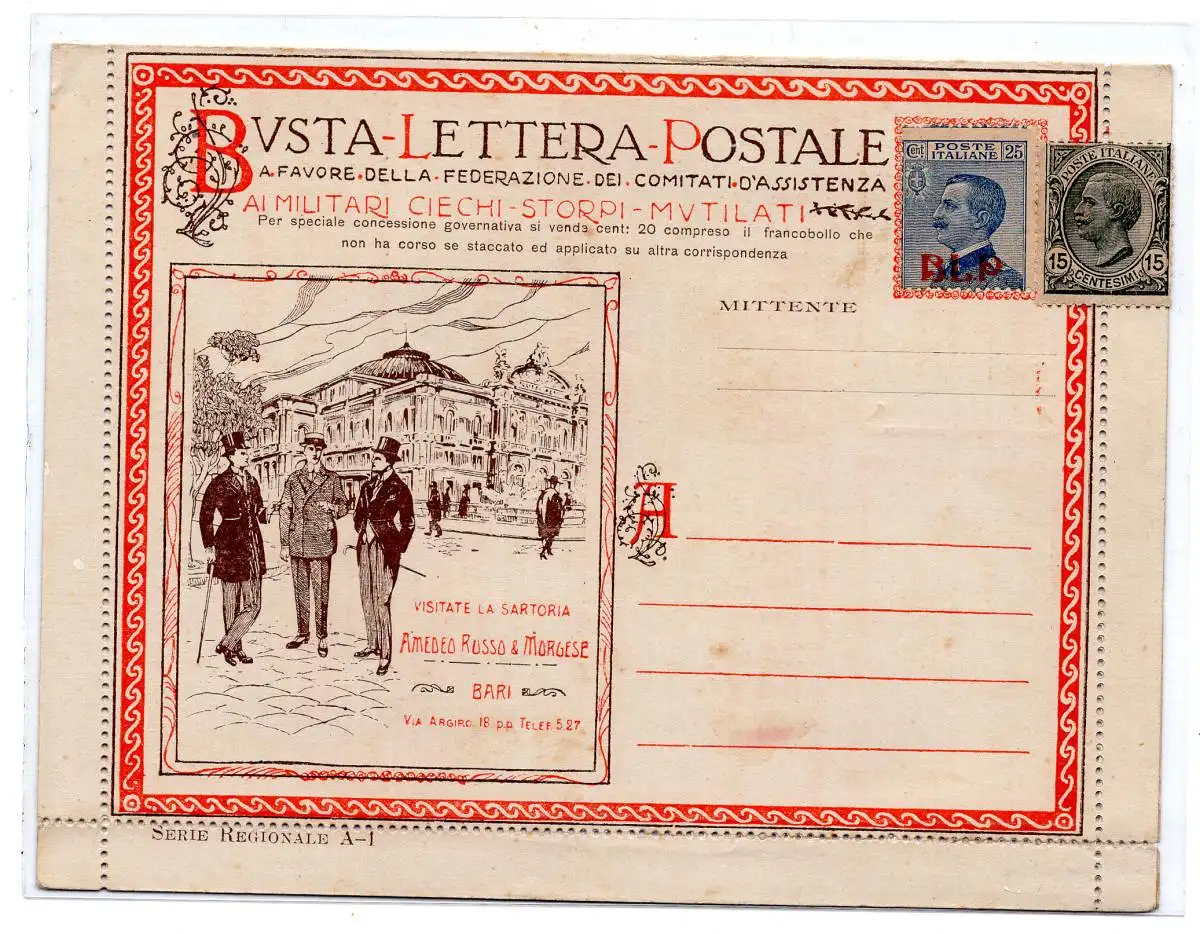 BVSTA-LETTERA-POSTALE
A·FAVORE·DELLA·FEDERAZIONE·DEI·COMITATI·D'ASSISTENZA
AI MILITARI CIECHI-STORPI-MVTILATI
Per speciale concessione governativa si vende cent: 20 compreso il francobollo che
non ha corso se staccato ed applicato su altra corrispondenza
Cent POSTE ITALIANE 25
B.L.P
POSTE ITALIANE
15 15
CENTESIMI
MITTENTE
A
VISITATE LA SARTORIA
AMEDEO RUSSO & MORGESE
BARI
VIA ARGIRO. 18 p.p. TELEF. 5.27
SERIE REGIONALE A-1